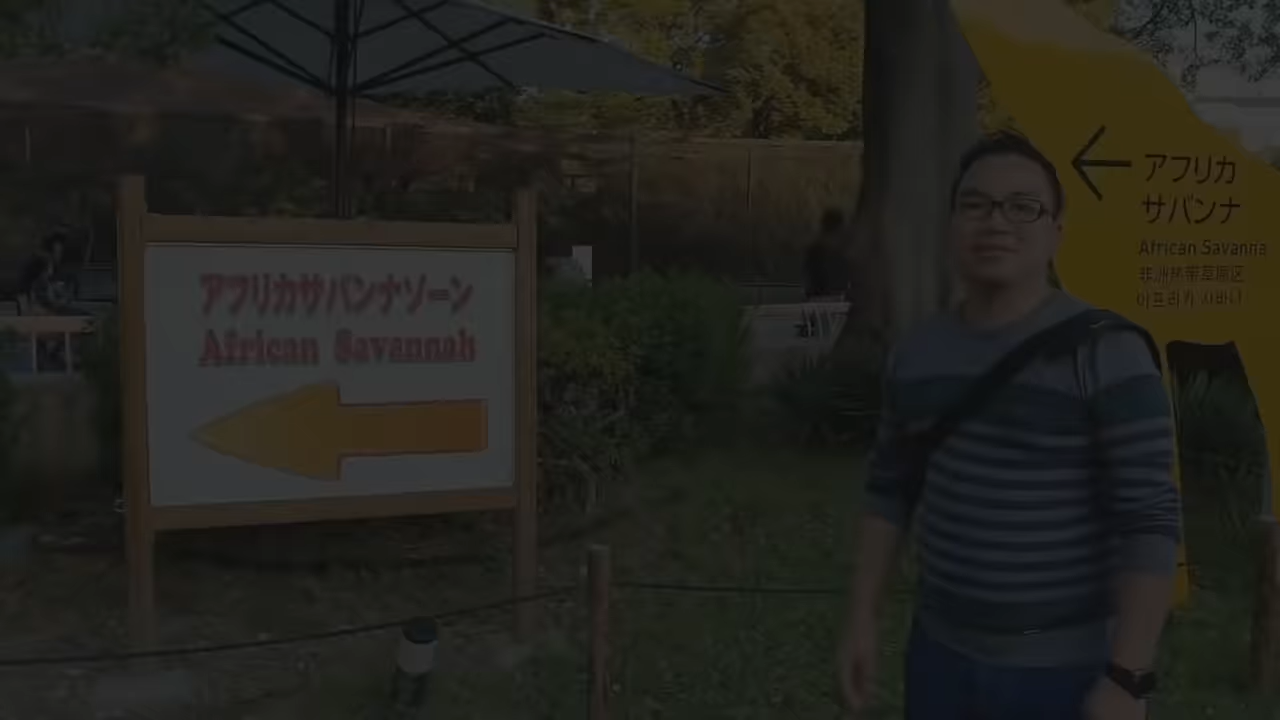 アフリカサバンナゾーン
African Savannah
アフリカ
サバンナ
African Savanna
非洲热带草原区
아프리카 사바나